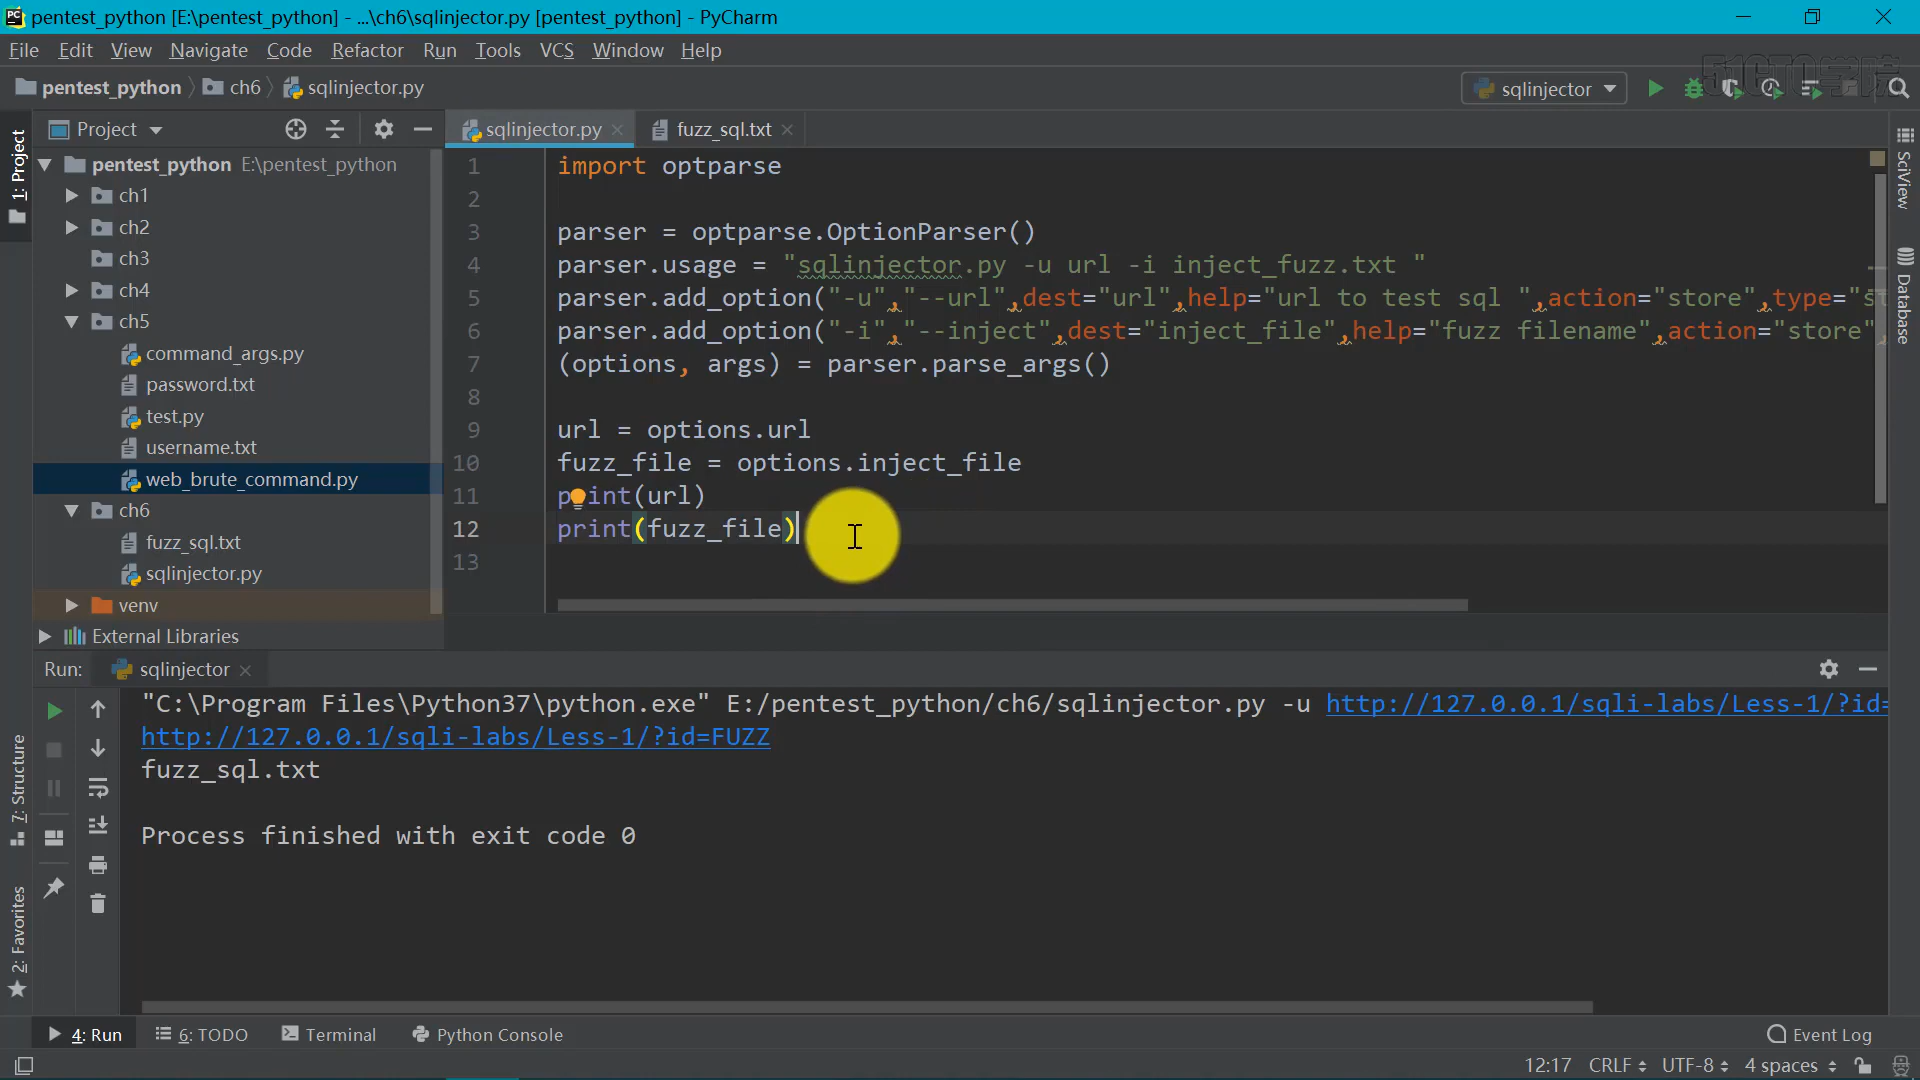 pentest_python [E:\pentest_python] - ...\ch6\sqlinjector.py [pentest_python] - PyCharm
File Edit View Navigate Code Refactor Run Tools VCS Window Help
51CTO学院
pentest_python ch6 sqlinjector.py sqlinjector
Project
sqlinjector.py fuzz_sql.txt
1: Project
pentest_python E:\pentest_python
ch1
ch2
ch3
ch4
ch5
command_args.py
password.txt
test.py
username.txt
web_brute_command.py
ch6
fuzz_sql.txt
sqlinjector.py
venv
External Libraries
1 import optparse
2
3 parser = optparse.OptionParser()
4 parser.usage = "sqlinjector.py -u url -i inject_fuzz.txt "
5 parser.add_option("-u","--url",dest="url",help="url to test sql ",action="store",type="st
6 parser.add_option("-i","--inject",dest="inject_file",help="fuzz filename",action="store",
7 (options, args) = parser.parse_args()
8
9 url = options.url
10 fuzz_file = options.inject_file
11 print(url)
12 print(fuzz_file)
13
SciView
Database
Run: sqlinjector
"C:\Program Files\Python37\python.exe" E:/pentest_python/ch6/sqlinjector.py -u http://127.0.0.1/sqli-labs/Less-1/?id=
http://127.0.0.1/sqli-labs/Less-1/?id=FUZZ
fuzz_sql.txt
Process finished with exit code 0
7: Structure
2: Favorites
4: Run 6: TODO Terminal Python Console Event Log
12:17 CRLF UTF-8 4 spaces